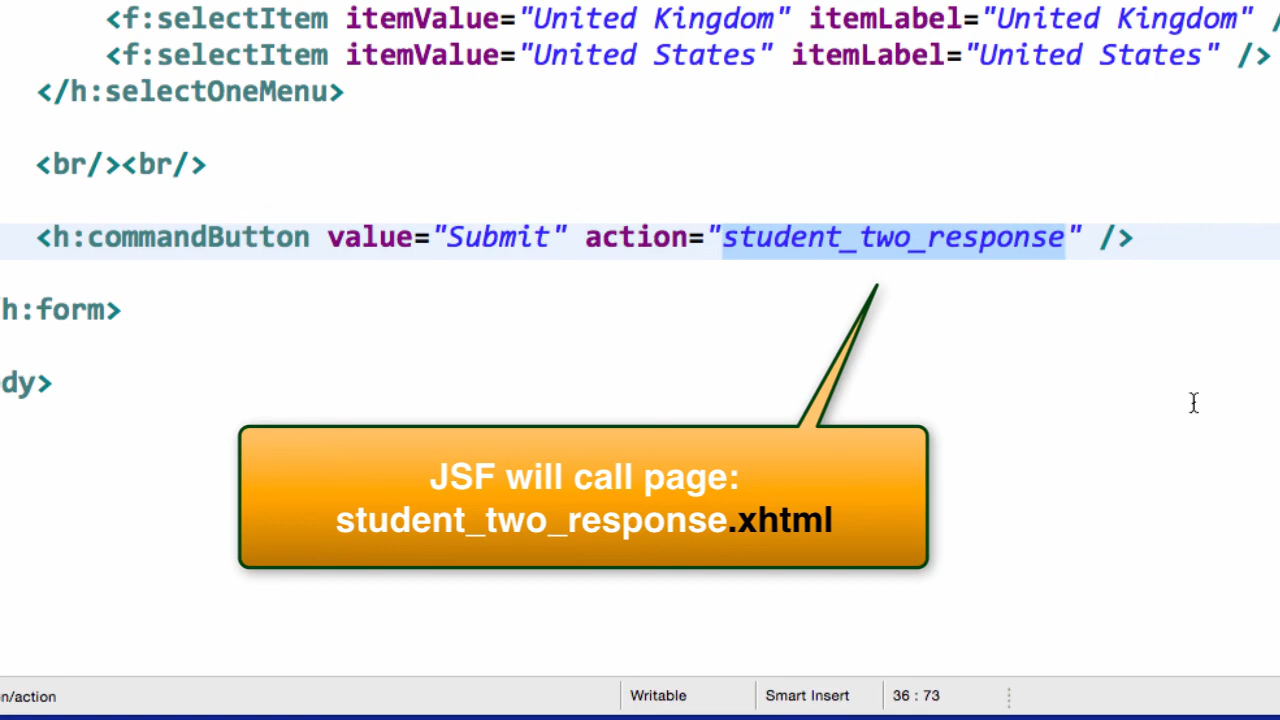 <f:selectItem itemValue="United Kingdom" itemLabel="United Kingdom" /
<f:selectItem itemValue="United States" itemLabel="United States" />
</h:selectOneMenu>
<br/><br/>
<h:commandButton value="Submit" action="student_two_response" />
h:form>
dy>
JSF will call page:
student_two_response.xhtml
n/action Writable Smart Insert 36 : 73